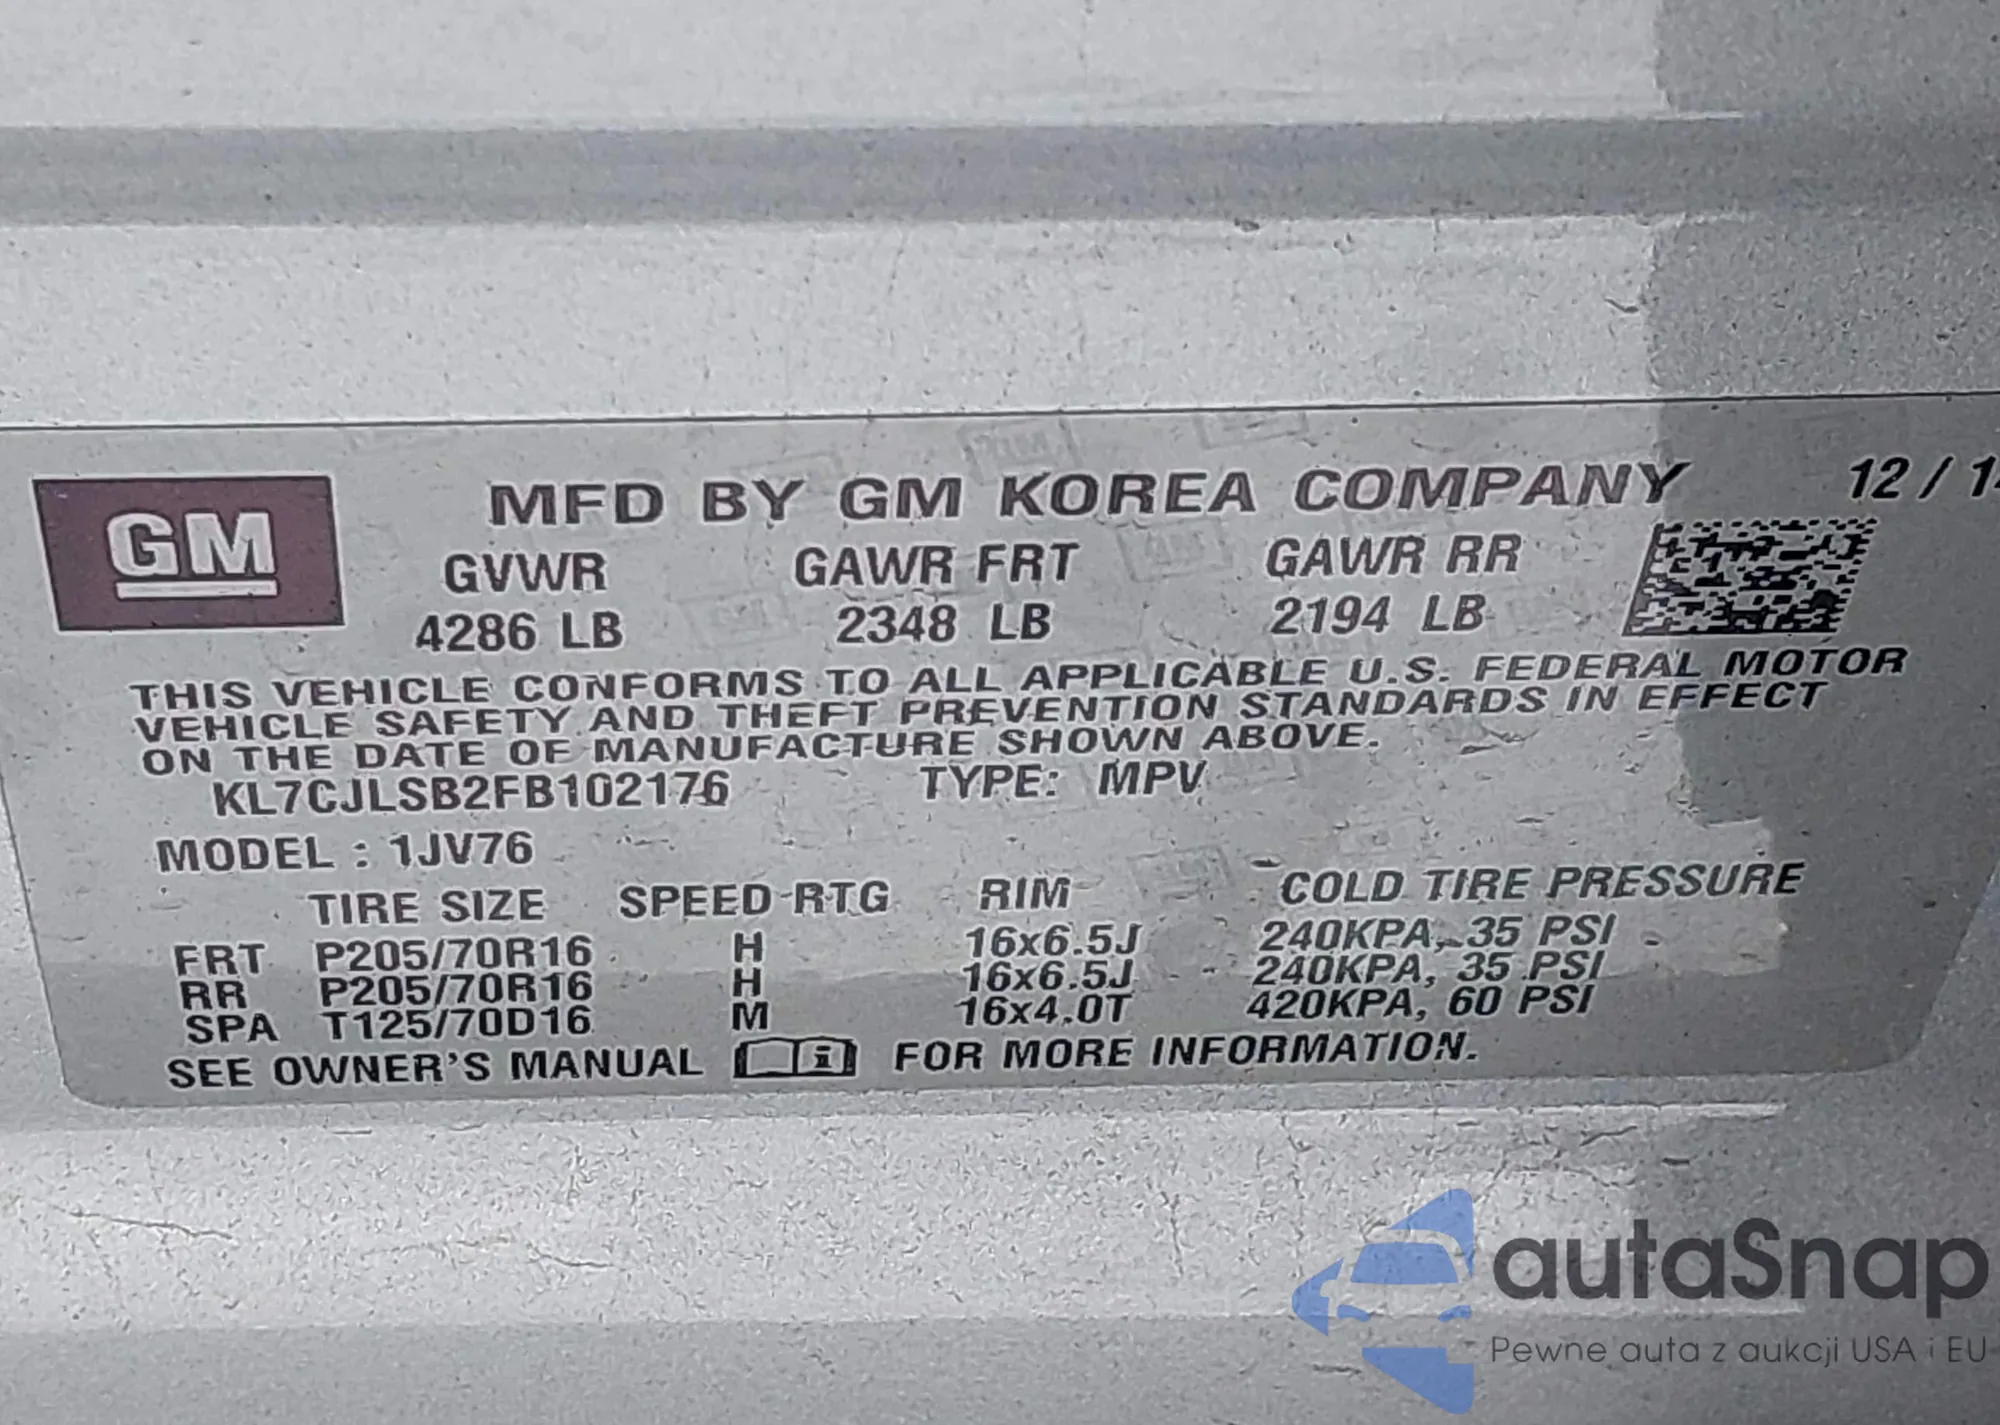 GM
MFD BY GM KOREA COMPANY 12 / 14
GVWR GAWR FRT GAWR RR
4286 LB 2348 LB 2194 LB
THIS VEHICLE CONFORMS TO ALL APPLICABLE U.S. FEDERAL MOTOR
VEHICLE SAFETY AND THEFT PREVENTION STANDARDS IN EFFECT
ON THE DATE OF MANUFACTURE SHOWN ABOVE.
KL7CJLSB2FB102176 TYPE: MPV
MODEL : 1JV76
TIRE SIZE SPEED RTG RIM COLD TIRE PRESSURE
FRT P205/70R16 H 16x6.5J 240KPA, 35 PSI
RR P205/70R16 H 16x6.5J 240KPA, 35 PSI
SPA T125/70D16 M 16x4.0T 420KPA, 60 PSI
SEE OWNER'S MANUAL FOR MORE INFORMATION.
autaSnap
Pewne auta z aukcji USA i EU